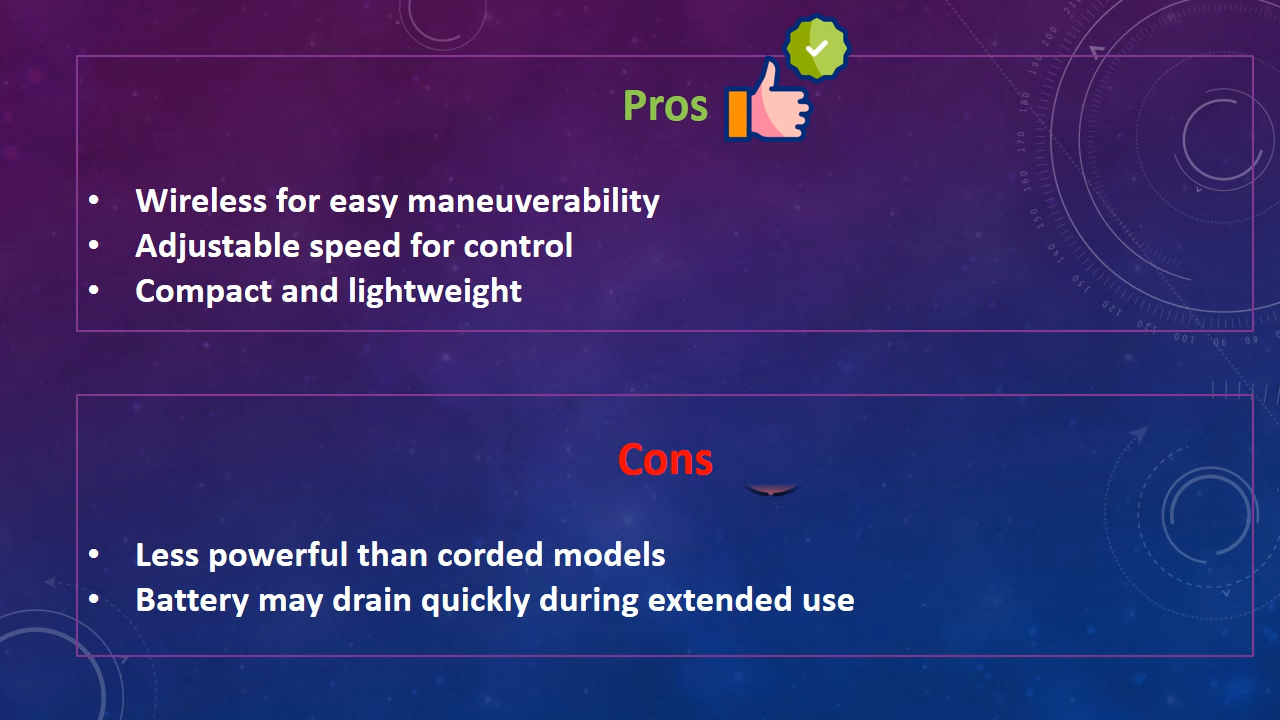 Pros
• Wireless for easy maneuverability
• Adjustable speed for control
• Compact and lightweight
Cons
• Less powerful than corded models
• Battery may drain quickly during extended use